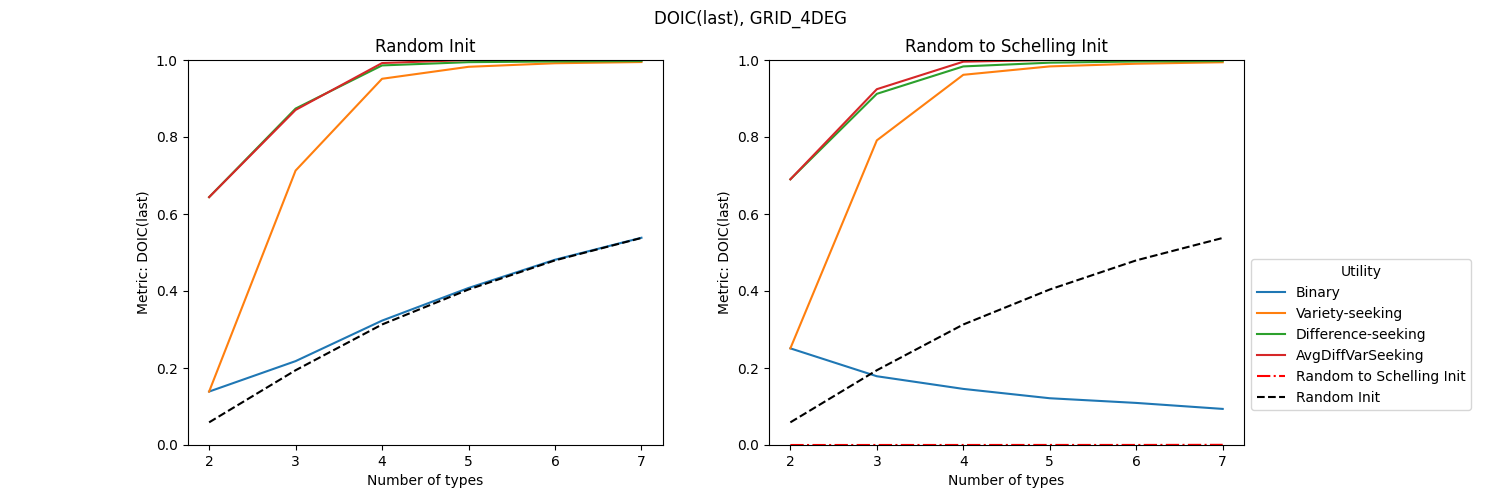 DOIC(last), GRID_4DEG
Random Init
Metric: DOIC(last)
1.0
0.8
0.6
0.4
0.2
0.0
2 3 4 5 6 7
Number of types
Random to Schelling Init
Metric: DOIC(last)
1.0
0.8
0.6
0.4
0.2
0.0
2 3 4 5 6 7
Number of types
Utility
Binary
Variety-seeking
Difference-seeking
AvgDiffVarSeeking
Random to Schelling Init
Random Init